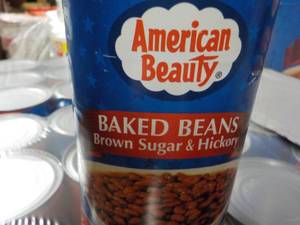 American
Beauty®
BAKED BEANS
Brown Sugar & Hickory